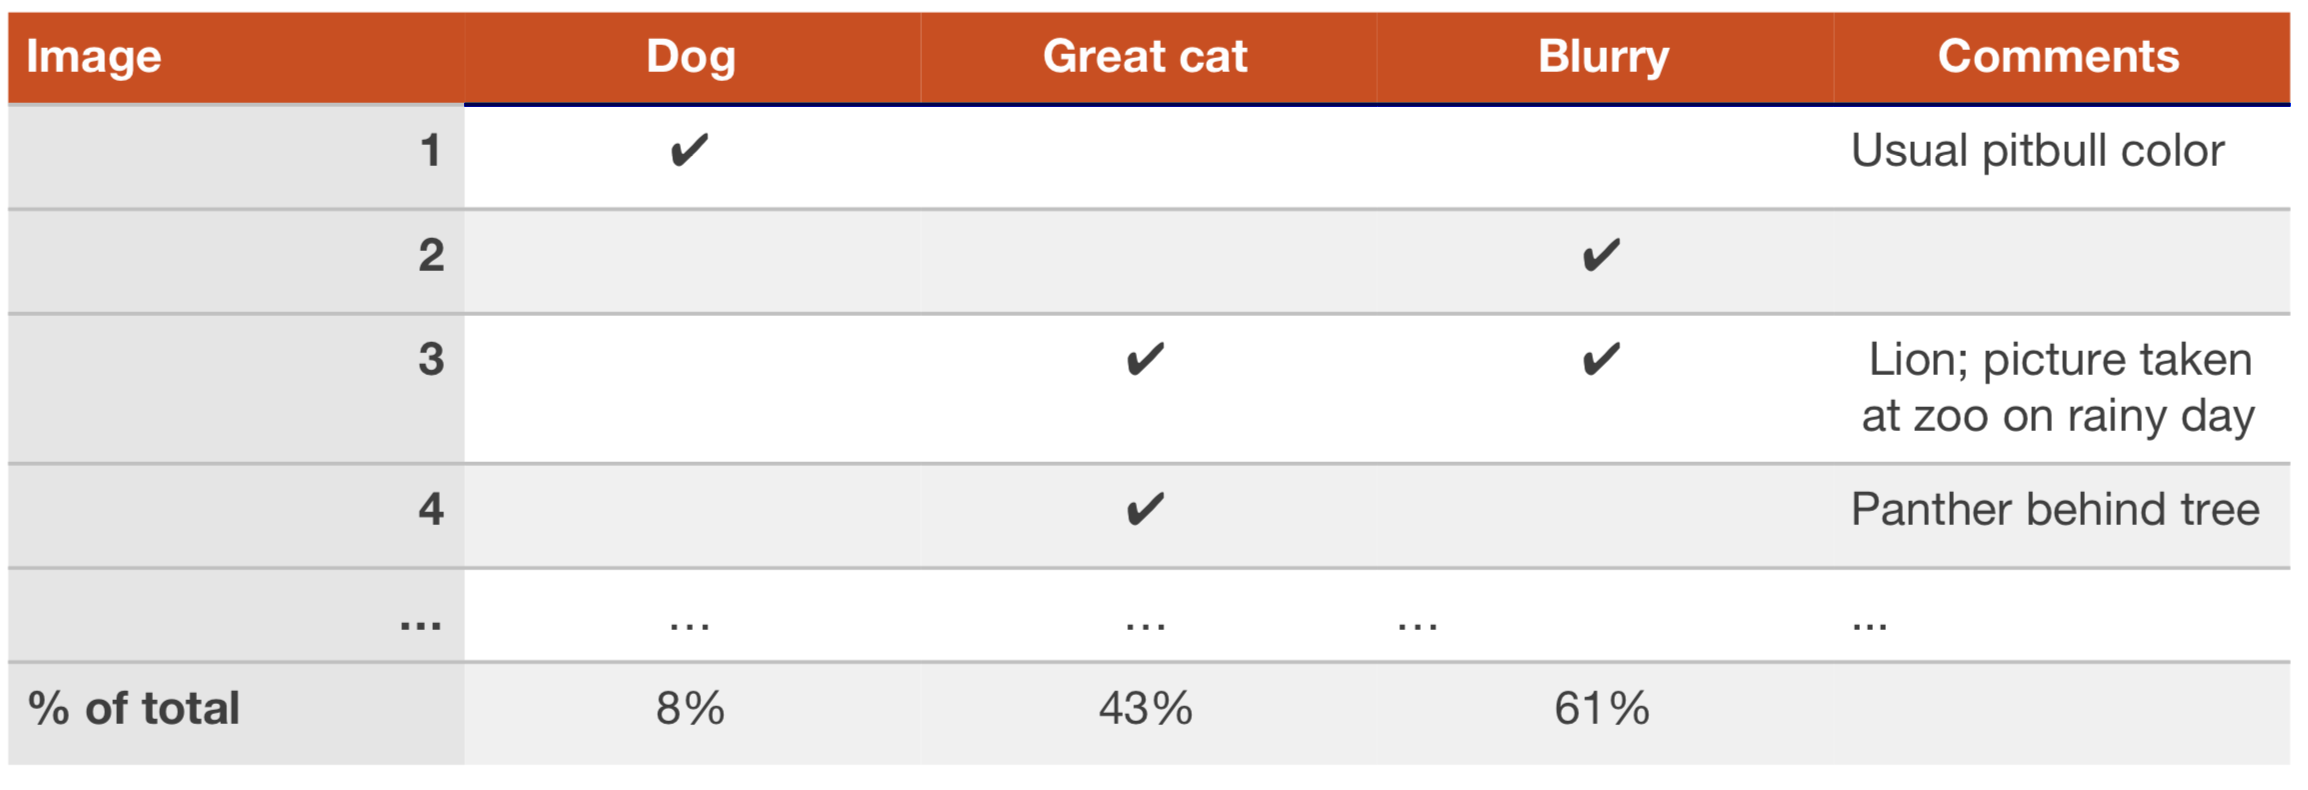 Image Dog Great cat Blurry Comments
1 ✔ Usual pitbull color
2 ✔
3 ✔ ✔ Lion; picture taken
at zoo on rainy day
4 ✔ Panther behind tree
... ... ... ... ...
% of total 8% 43% 61%